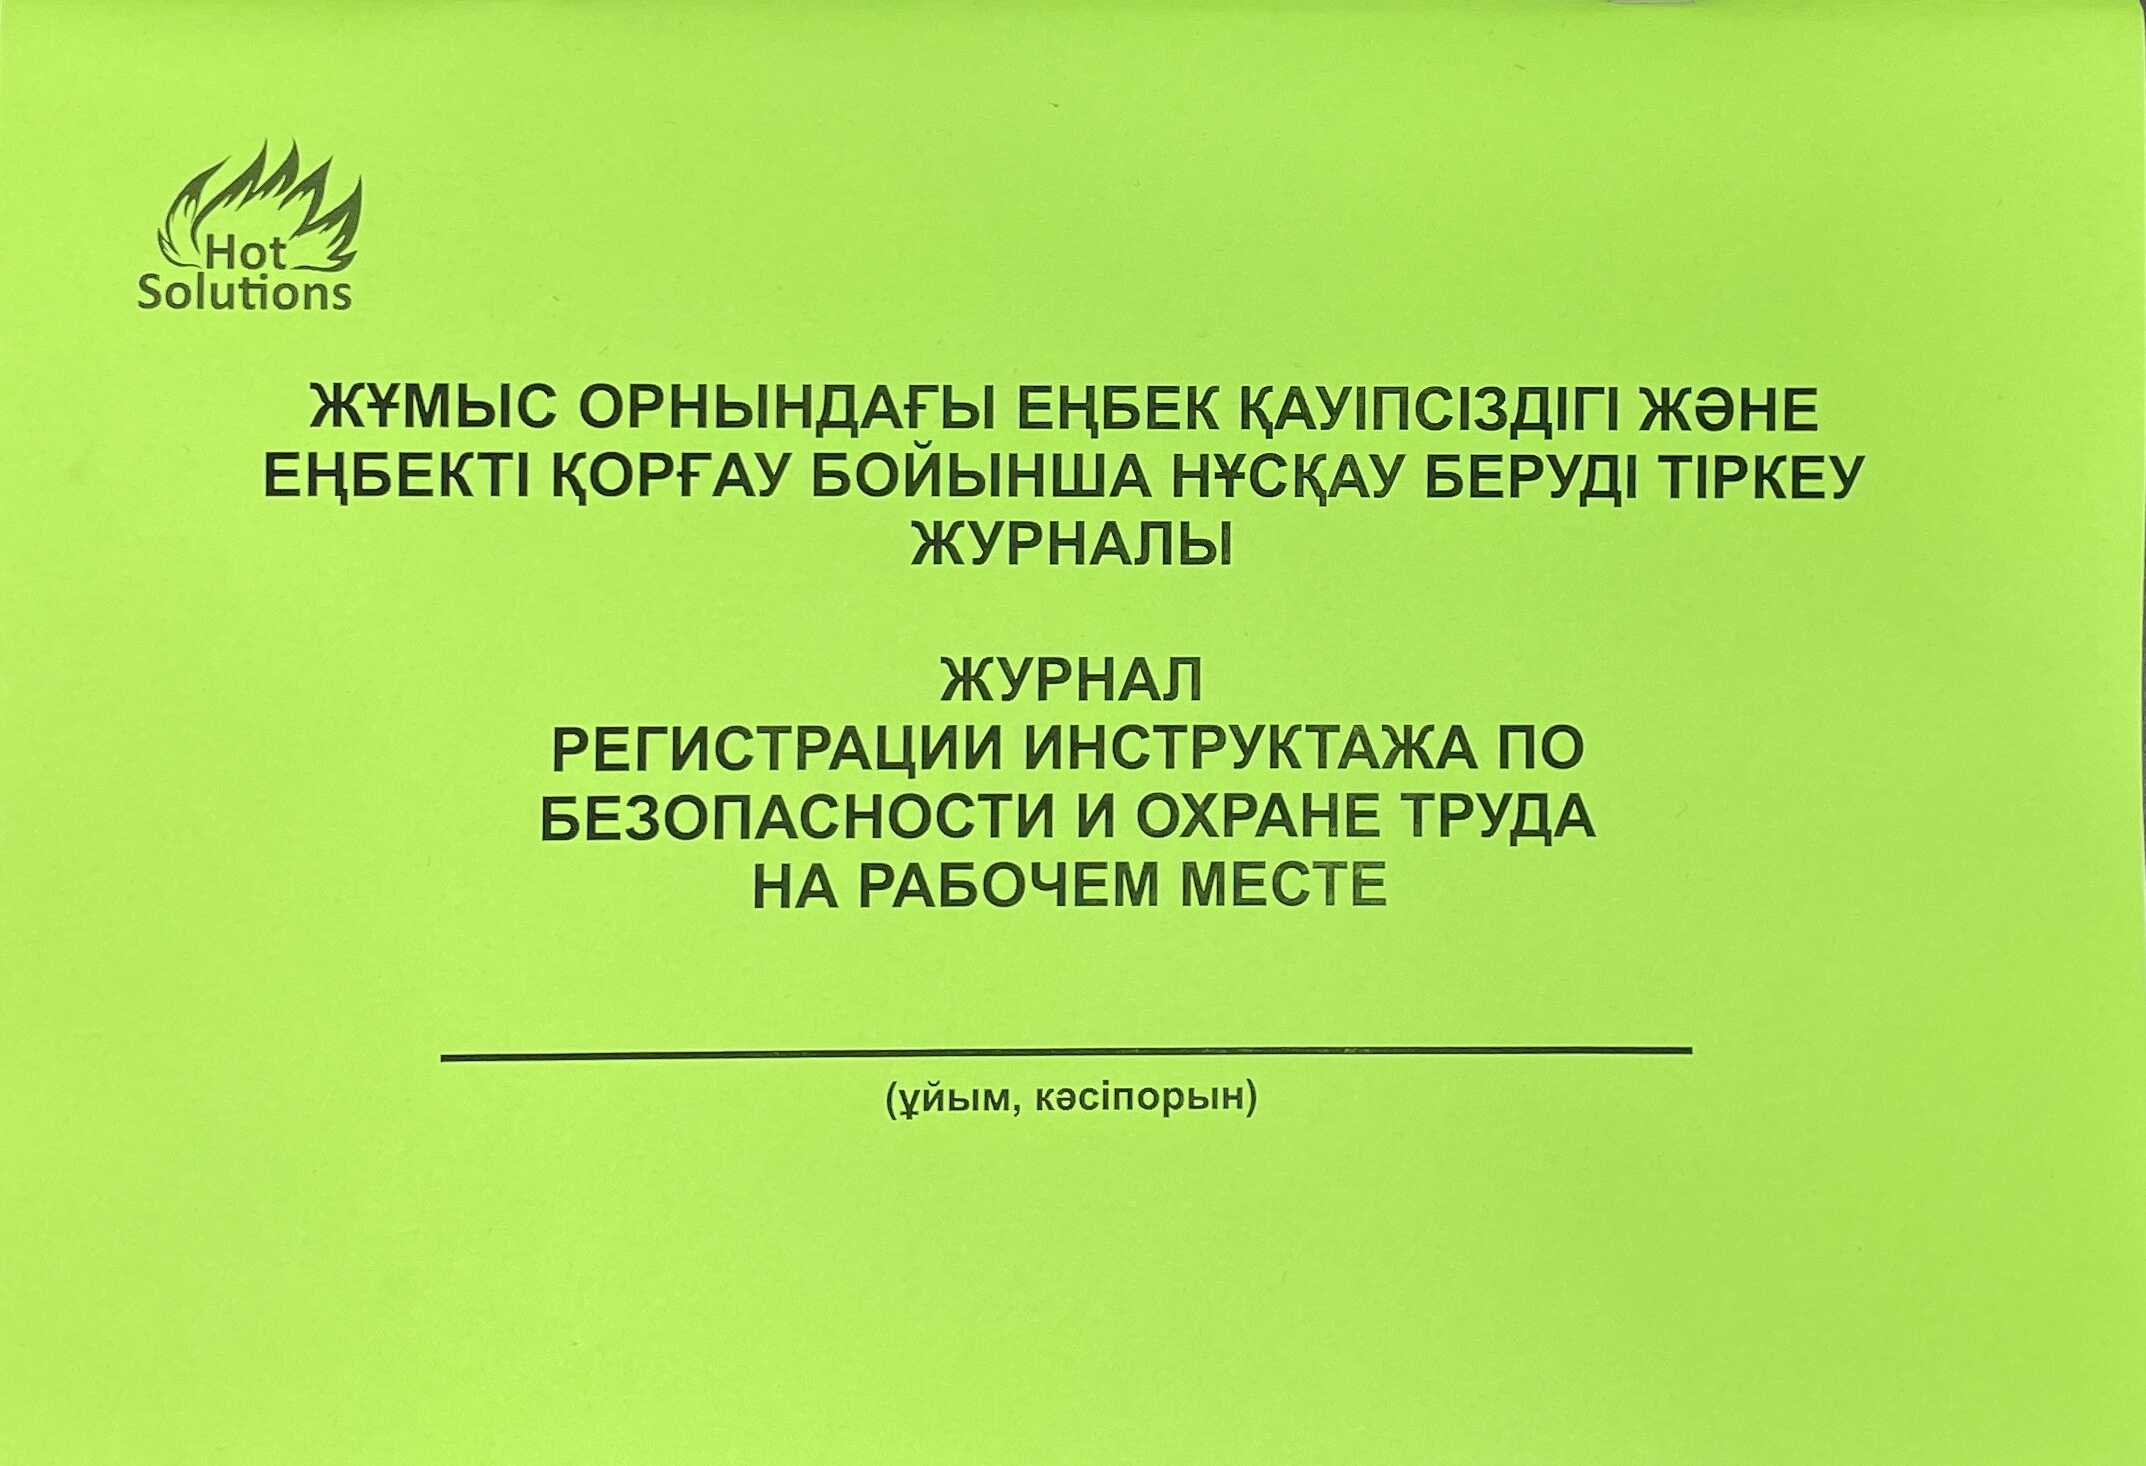 Hot
Solutions
ЖҰМЫС ОРНЫНДАҒЫ ЕҢБЕК ҚАУІПСІЗДІГІ ЖӘНЕ
ЕҢБЕКТІ ҚОРҒАУ БОЙЫНША НҰСҚАУ БЕРУДІ ТІРКЕУ
ЖУРНАЛЫ
ЖУРНАЛ
РЕГИСТРАЦИИ ИНСТРУКТАЖА ПО
БЕЗОПАСНОСТИ И ОХРАНЕ ТРУДА
НА РАБОЧЕМ МЕСТЕ
(ұйым, кәсіпорын)